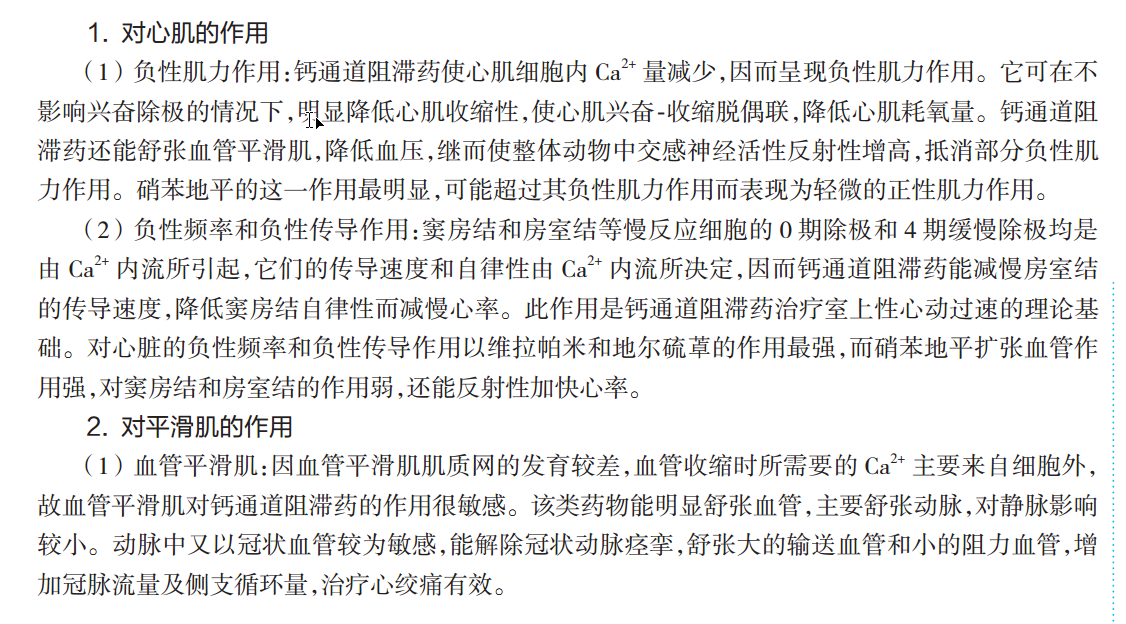 1. 对心肌的作用
（1）负性肌力作用:钙通道阻滞药使心肌细胞内 Ca²⁺ 量减少,因而呈现负性肌力作用。它可在不
影响兴奋除极的情况下,明显降低心肌收缩性,使心肌兴奋-收缩脱偶联,降低心肌耗氧量。钙通道阻
滞药还能舒张血管平滑肌,降低血压,继而使整体动物中交感神经活性反射性增高,抵消部分负性肌
力作用。硝苯地平的这一作用最明显,可能超过其负性肌力作用而表现为轻微的正性肌力作用。
（2）负性频率和负性传导作用:窦房结和房室结等慢反应细胞的 0 期除极和 4 期缓慢除极均是
由 Ca²⁺ 内流所引起,它们的传导速度和自律性由 Ca²⁺ 内流所决定,因而钙通道阻滞药能减慢房室结
的传导速度,降低窦房结自律性而减慢心率。此作用是钙通道阻滞药治疗室上性心动过速的理论基
础。对心脏的负性频率和负性传导作用以维拉帕米和地尔硫䓬的作用最强,而硝苯地平扩张血管作
用强,对窦房结和房室结的作用弱,还能反射性加快心率。
2. 对平滑肌的作用
（1）血管平滑肌:因血管平滑肌肌质网的发育较差,血管收缩时所需要的 Ca²⁺ 主要来自细胞外,
故血管平滑肌对钙通道阻滞药的作用很敏感。该类药物能明显舒张血管,主要舒张动脉,对静脉影响
较小。动脉中又以冠状血管较为敏感,能解除冠状动脉痉挛,舒张大的输送血管和小的阻力血管,增
加冠脉流量及侧支循环量,治疗心绞痛有效。